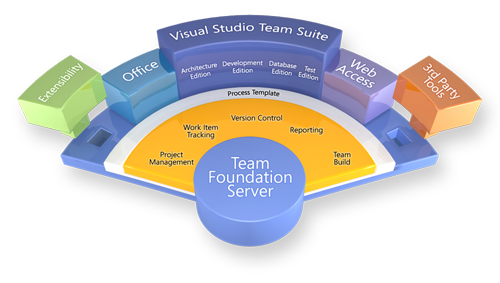 Visual Studio Team Suite
Architecture
Edition
Development
Edition
Database
Edition
Test
Edition
Extensibility
Office
Web
Access
3rd Party
Tools
Process Template
Version Control
Work Item
Tracking
Reporting
Project
Management
Team
Build
Team
Foundation
Server